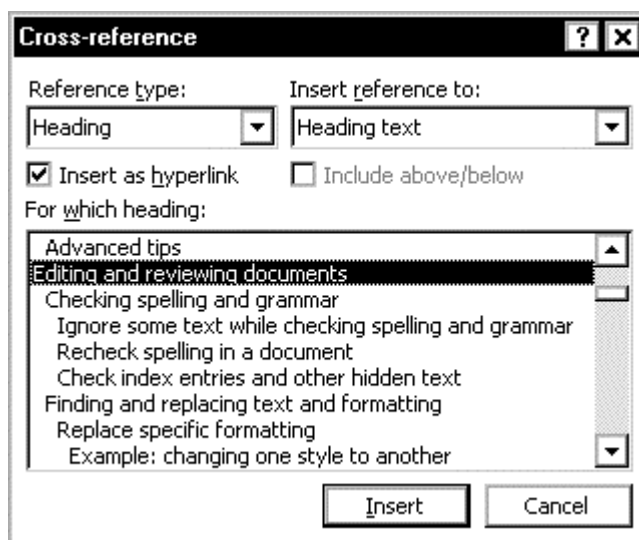 Cross-reference
Reference type: Insert reference to:
Heading Heading text
Insert as hyperlink Include above/below
For which heading:
Advanced tips
Editing and reviewing documents
Checking spelling and grammar
Ignore some text while checking spelling and grammar
Recheck spelling in a document
Check index entries and other hidden text
Finding and replacing text and formatting
Replace specific formatting
Example: changing one style to another
Insert Cancel